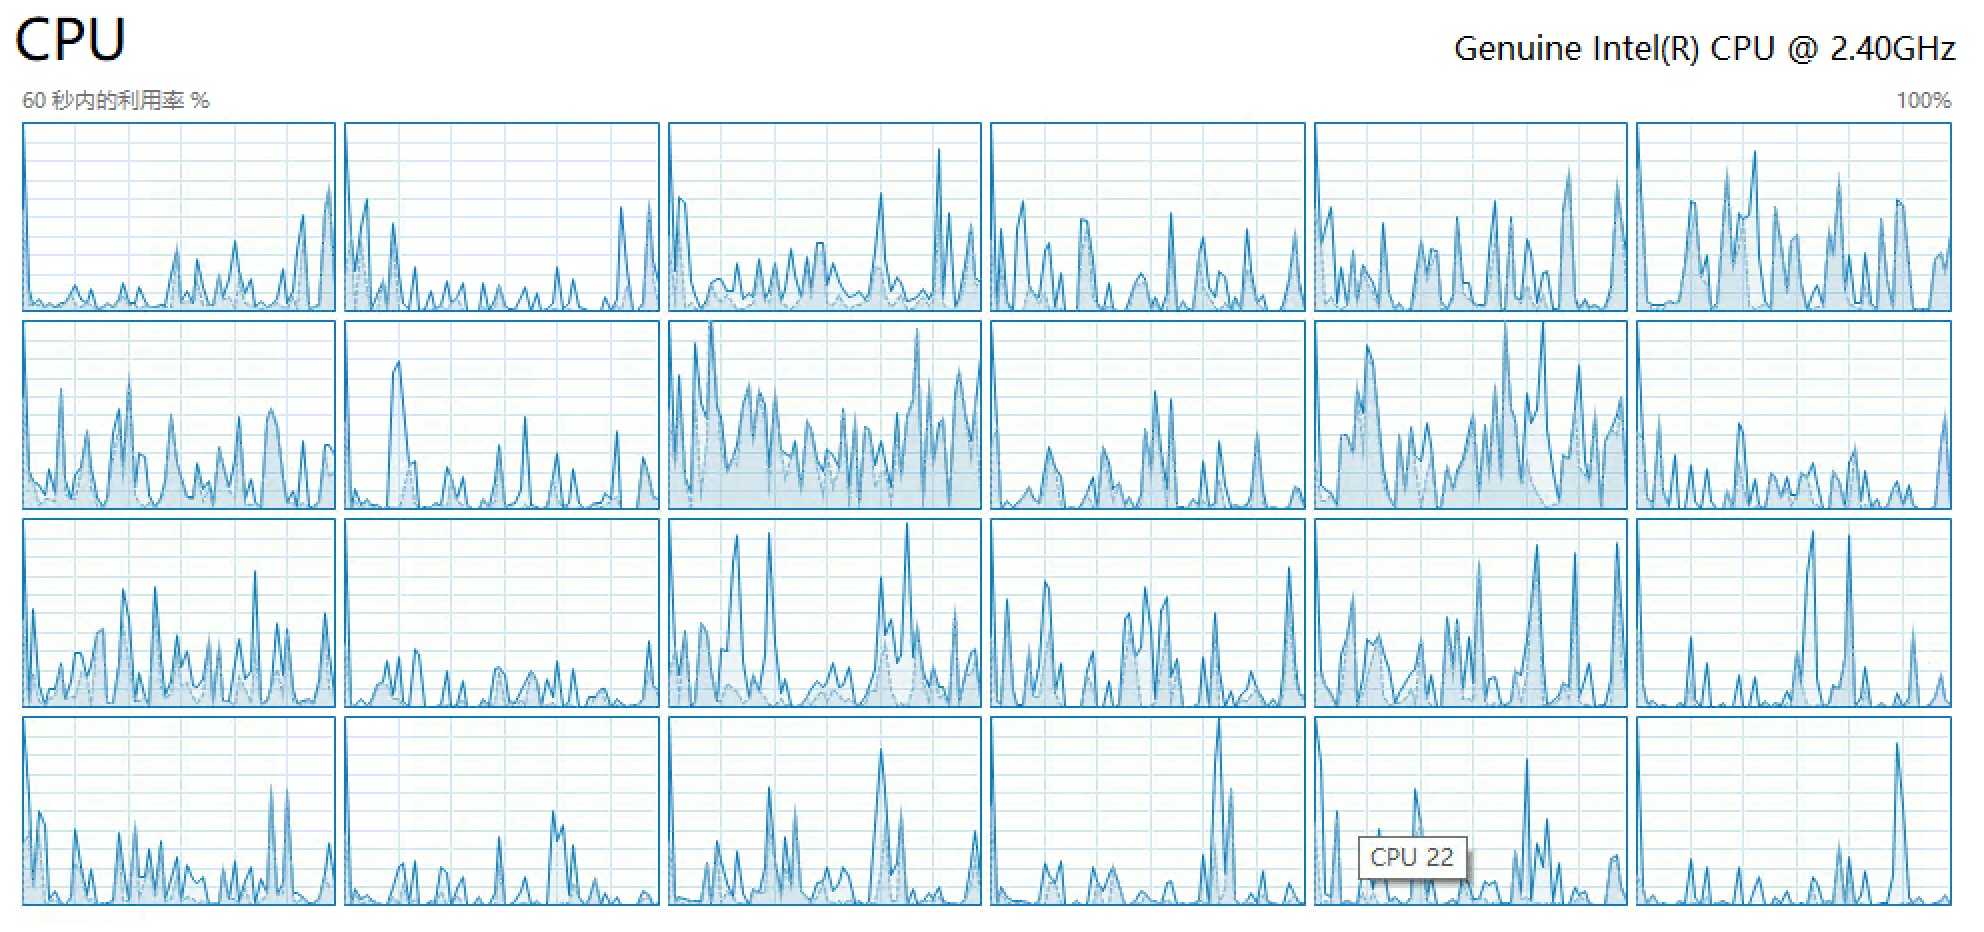 CPU
Genuine Intel(R) CPU @ 2.40GHz
60 秒内的利用率 %
100%
CPU 22